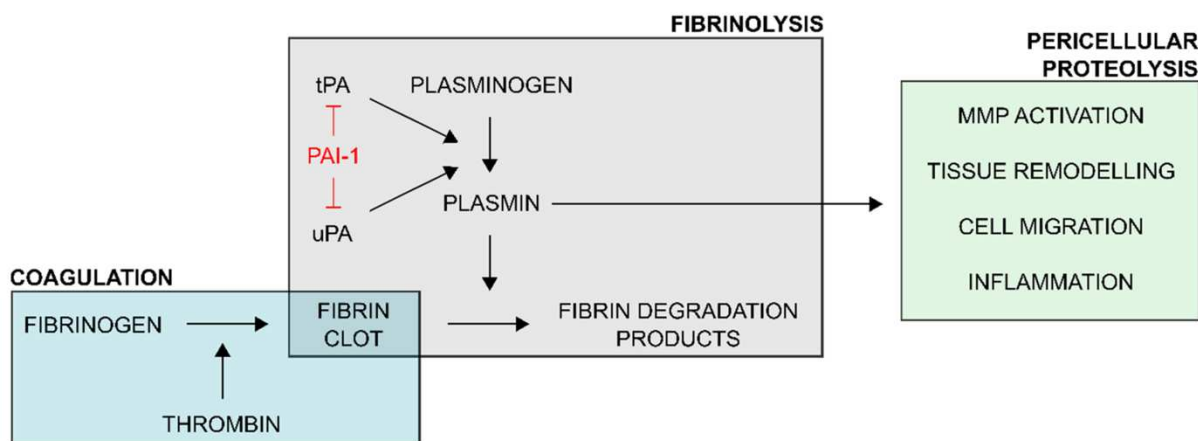 FIBRINOLYSIS
tPA
PLASMINOGEN
PAI-1
PLASMIN
uPA
FIBRIN DEGRADATION
PRODUCTS
PERICELLULAR
PROTEOLYSIS
MMP ACTIVATION
TISSUE REMODELLING
CELL MIGRATION
INFLAMMATION
COAGULATION
FIBRINOGEN
FIBRIN
CLOT
THROMBIN